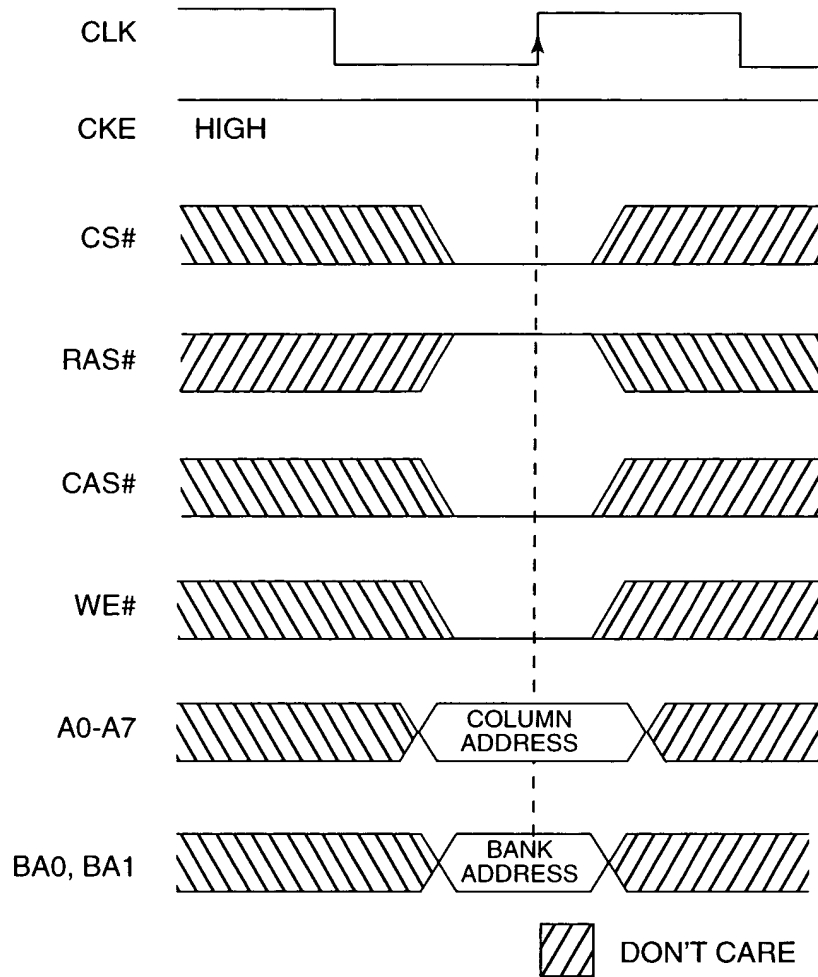 CLK
CKE HIGH
CS#
RAS#
CAS#
WE#
A0-A7 COLUMN
ADDRESS
BA0, BA1 BANK
ADDRESS
DON'T CARE